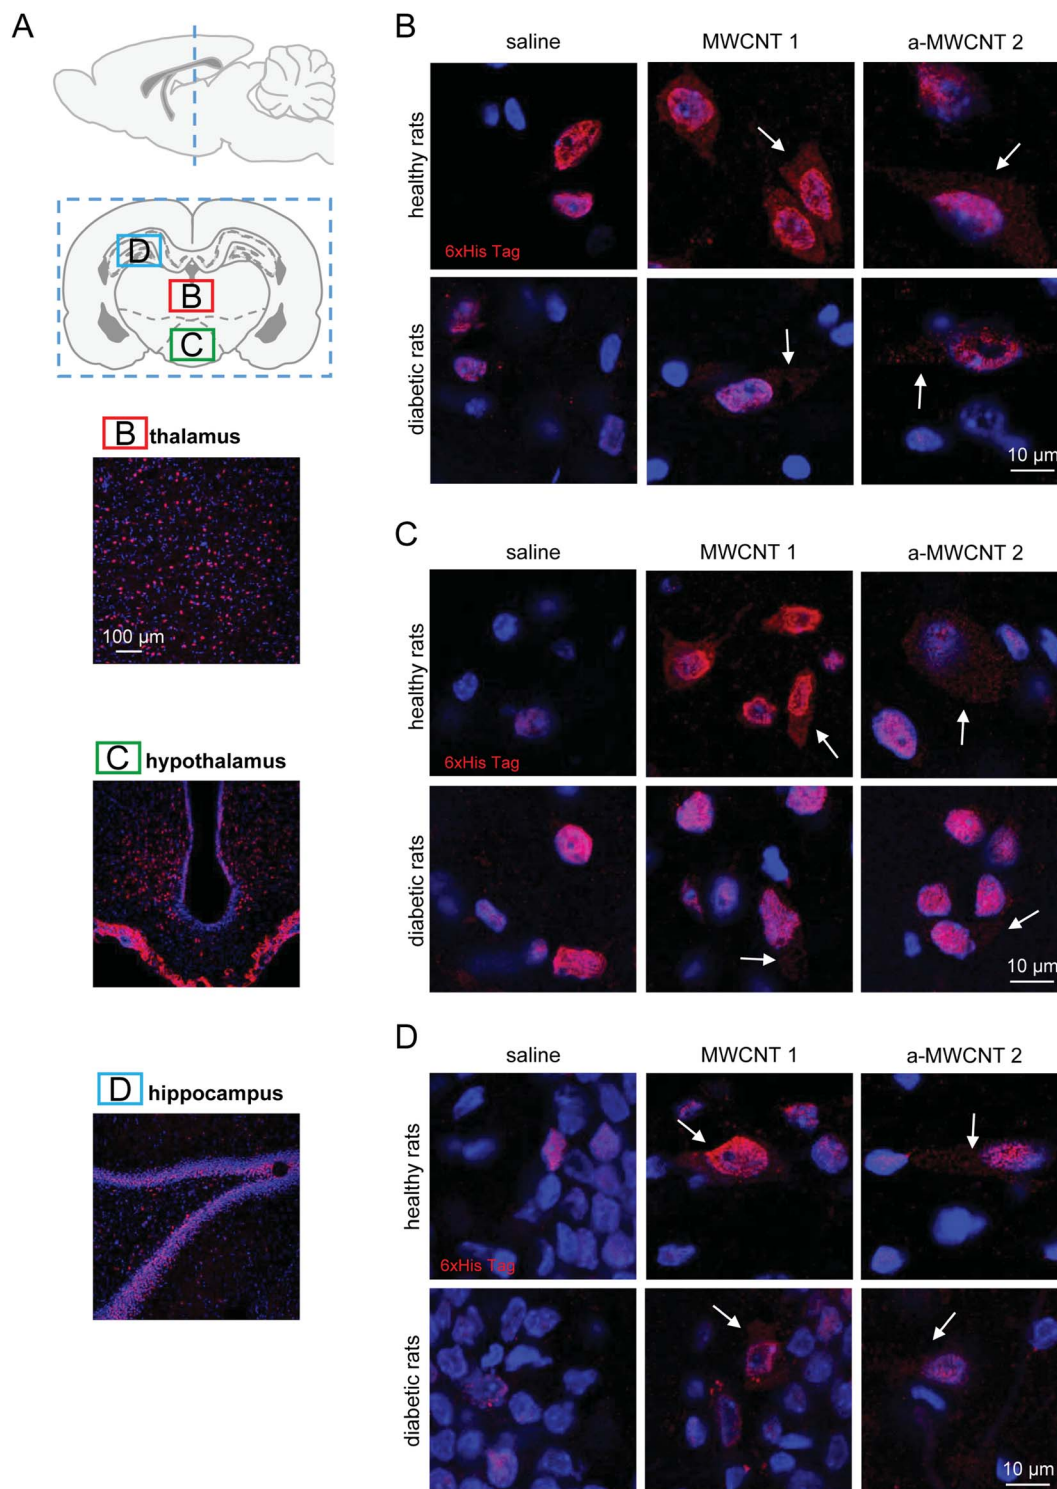 A
D
B
C
B thalamus
100 µm
C hypothalamus
D hippocampus
B
saline
MWCNT 1
a-MWCNT 2
healthy rats
6xHis Tag
diabetic rats
10 µm
C
saline
MWCNT 1
a-MWCNT 2
healthy rats
6xHis Tag
diabetic rats
10 µm
D
saline
MWCNT 1
a-MWCNT 2
healthy rats
6xHis Tag
diabetic rats
10 µm